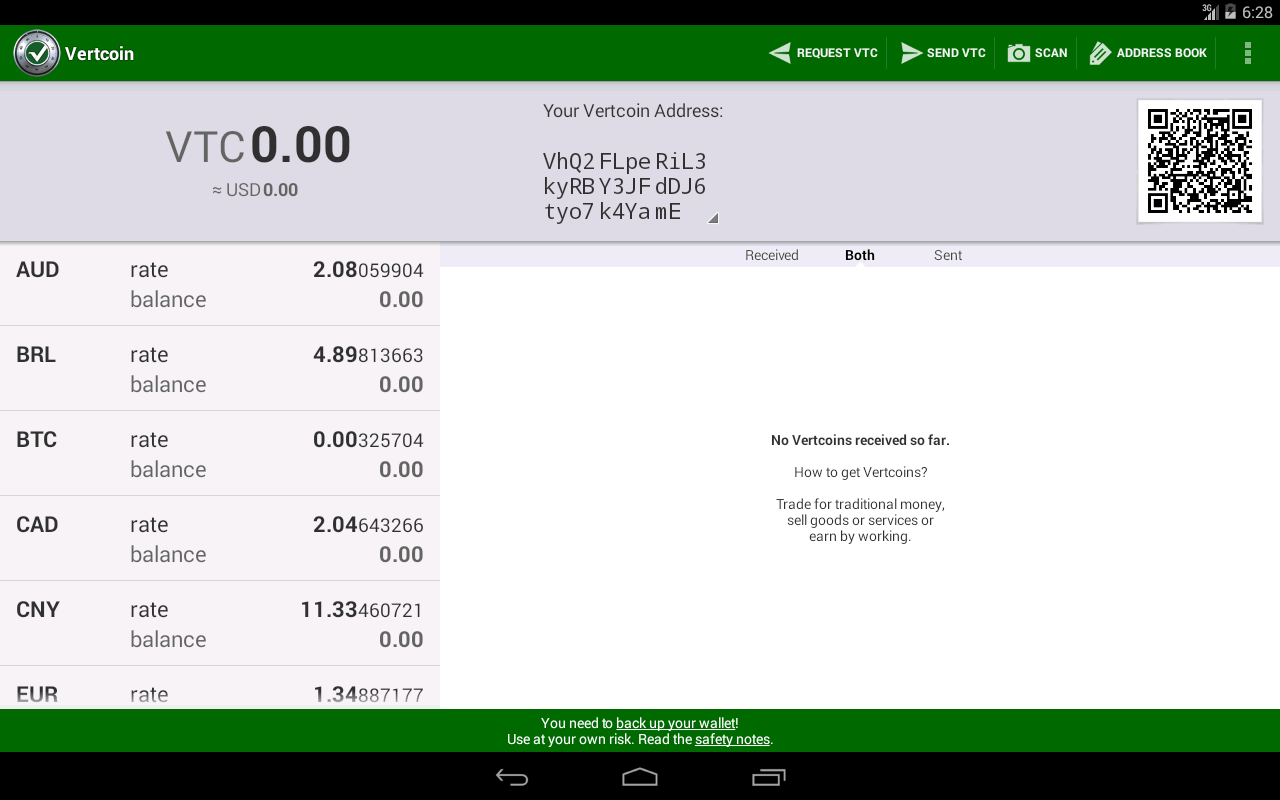 3G 6:28
Vertcoin REQUEST VTC SEND VTC SCAN ADDRESS BOOK
VTC 0.00
≈ USD 0.00
Your Vertcoin Address:
VhQ2 FLpe RiL3
kyRB Y3JF dDJ6
tyo7 k4Ya mE
Received Both Sent
AUD rate 2.08059904
balance 0.00
BRL rate 4.89813663
balance 0.00
BTC rate 0.00325704
balance 0.00
CAD rate 2.04643266
balance 0.00
CNY rate 11.33460721
balance 0.00
EUR rate 1.34887177
No Vertcoins received so far.
How to get Vertcoins?
Trade for traditional money,
sell goods or services or
earn by working.
You need to back up your wallet!
Use at your own risk. Read the safety notes.